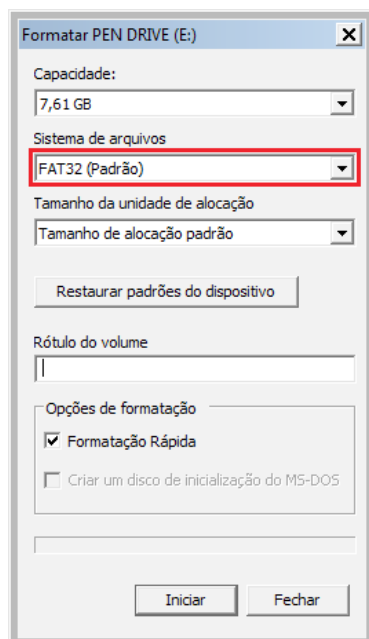 Formatar PEN DRIVE (E:)
Capacidade:
7,61 GB
Sistema de arquivos
FAT32 (Padrão)
Tamanho da unidade de alocação
Tamanho de alocação padrão
Restaurar padrões do dispositivo
Rótulo do volume
Opções de formatação
Formatação Rápida
Criar um disco de inicialização do MS-DOS
Iniciar Fechar